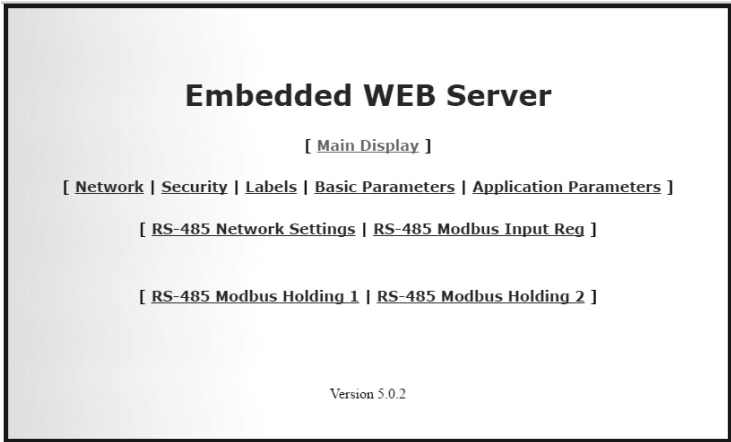 Embedded WEB Server
[ Main Display ]
[ Network | Security | Labels | Basic Parameters | Application Parameters ]
[ RS-485 Network Settings | RS-485 Modbus Input Reg ]
[ RS-485 Modbus Holding 1 | RS-485 Modbus Holding 2 ]
Version 5.0.2